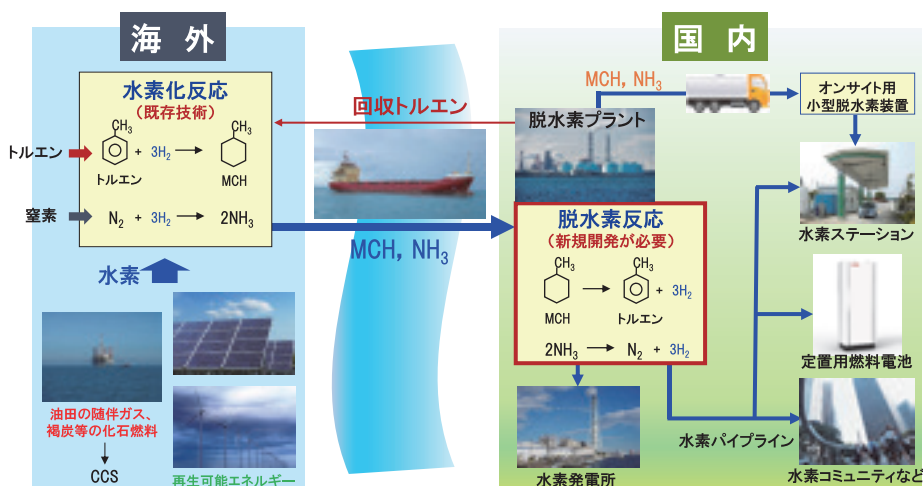 海 外
水素化反応
(既存技術)
CH₃
+ 3H₂
CH₃
トルエン
トルエン
MCH
窒素
N₂ + 3H₂ → 2NH₃
水素
油田の随伴ガス、
褐炭等の化石燃料
CCS
再生可能エネルギー
回収トルエン
MCH, NH₃
国 内
MCH, NH₃
オンサイト用
小型脱水素装置
脱水素プラント
脱水素反応
(新規開発が必要)
CH₃
CH₃
+ 3H₂
MCH
トルエン
2NH₃ → N₂ + 3H₂
水素発電所
水素パイプライン
水素ステーション
定置用燃料電池
水素コミュニティなど